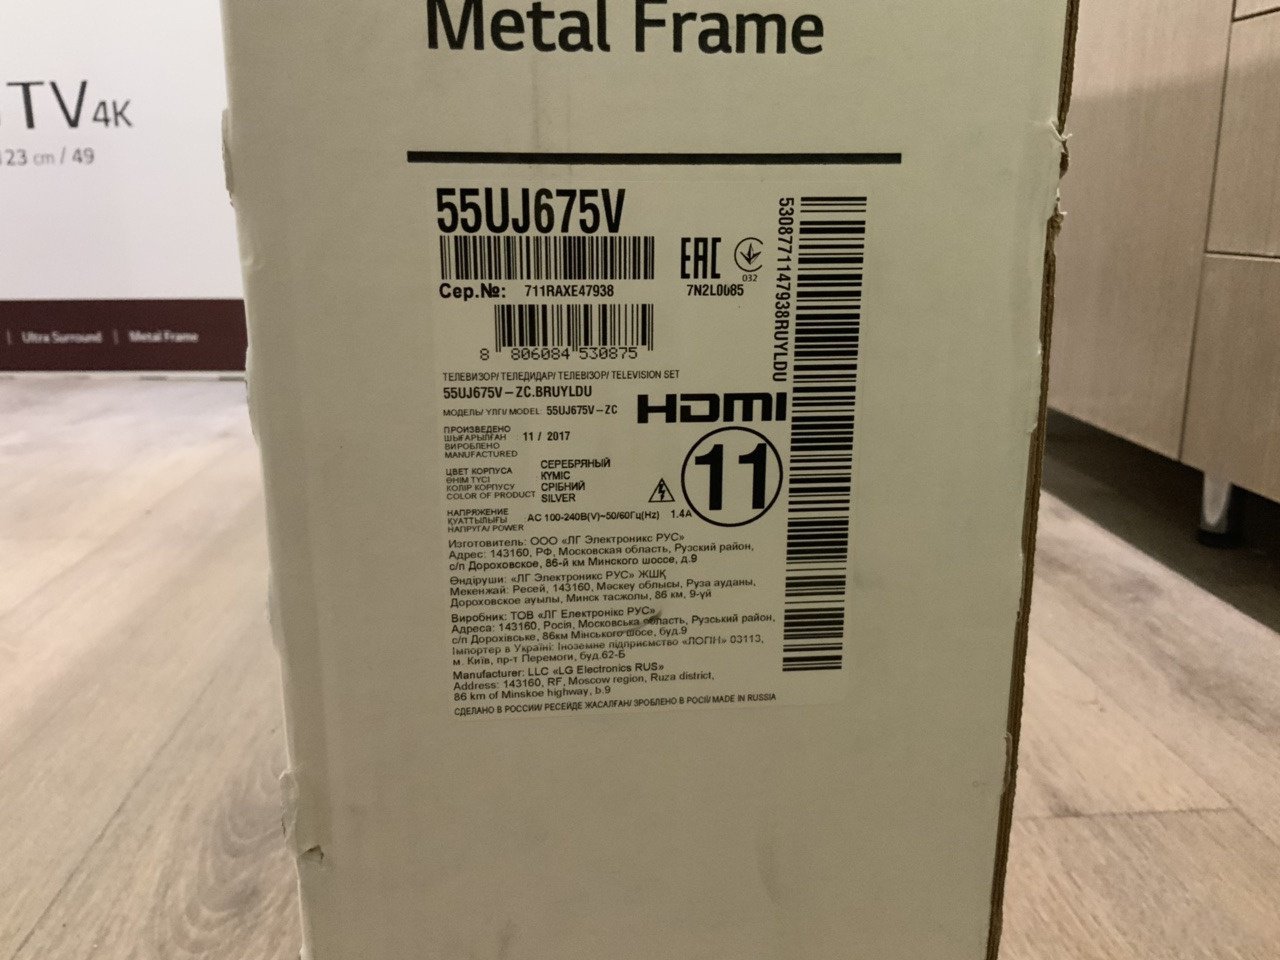 Metal Frame
TV 4K
123 cm / 49
Ultra Surround | Metal Frame
55UJ675V
EAC
032
Сер.№: 711RAXE47938
7N2L0085
8 806084 530875
5308771147938RUYLDU
ТЕЛЕВИЗОР/ ТЕЛЕДИДАР/ ТЕЛЕВІЗОР/ TELEVISION SET
55UJ675V-ZC.BRUYLDU
МОДЕЛЬ/ ҮЛГІ/ MODEL: 55UJ675V-ZC
HDMI
ПРОИЗВЕДЕНО
ШЫҒАРЫЛҒАН
ВИРОБЛЕНО
MANUFACTURED
11 / 2017
11
ЦВЕТ КОРПУСА СЕРЕБРЯНЫЙ
ӨНІМ ТҮСІ КҮМІС
КОЛІР КОРПУСУ СРІБНИЙ
COLOR OF PRODUCT SILVER
НАПРЯЖЕНИЕ
ҚУАТТЫЛЫҒЫ
НАПРУГА/ POWER
AC 100-240B(V)~50/60Гц(Hz) 1.4A
Изготовитель: ООО «ЛГ Электроникс РУС»
Адрес: 143160, РФ, Московская область, Рузский район,
с/п Дороховское, 86-й км Минского шоссе, д.9
Өндіруши: «ЛГ Электроникс РУС» ЖШҚ
Мекенжай: Ресей, 143160, Мәскеу облысы, Руза ауданы,
Дороховское ауылы, Минск тасжолы, 86 км, 9-үй
Виробник: ТОВ «ЛГ Електронікс РУС»
Адреса: 143160, Росія, Московська область, Рузський район,
с/п Дорохівське, 86км Мінського шосе, буд.9
Імпортер в Україні: Іноземне підприємство «ЛОГІН» 03113,
м. Київ, пр-т Перемоги, буд.62-Б
Manufacturer: LLC «LG Electronics RUS»
Address: 143160, RF, Moscow region, Ruza district,
86 km of Minskoe highway, b.9
СДЕЛАНО В РОССИИ/ РЕСЕЙДЕ ЖАСАЛҒАН/ ЗРОБЛЕНО В РОСІЇ/ MADE IN RUSSIA